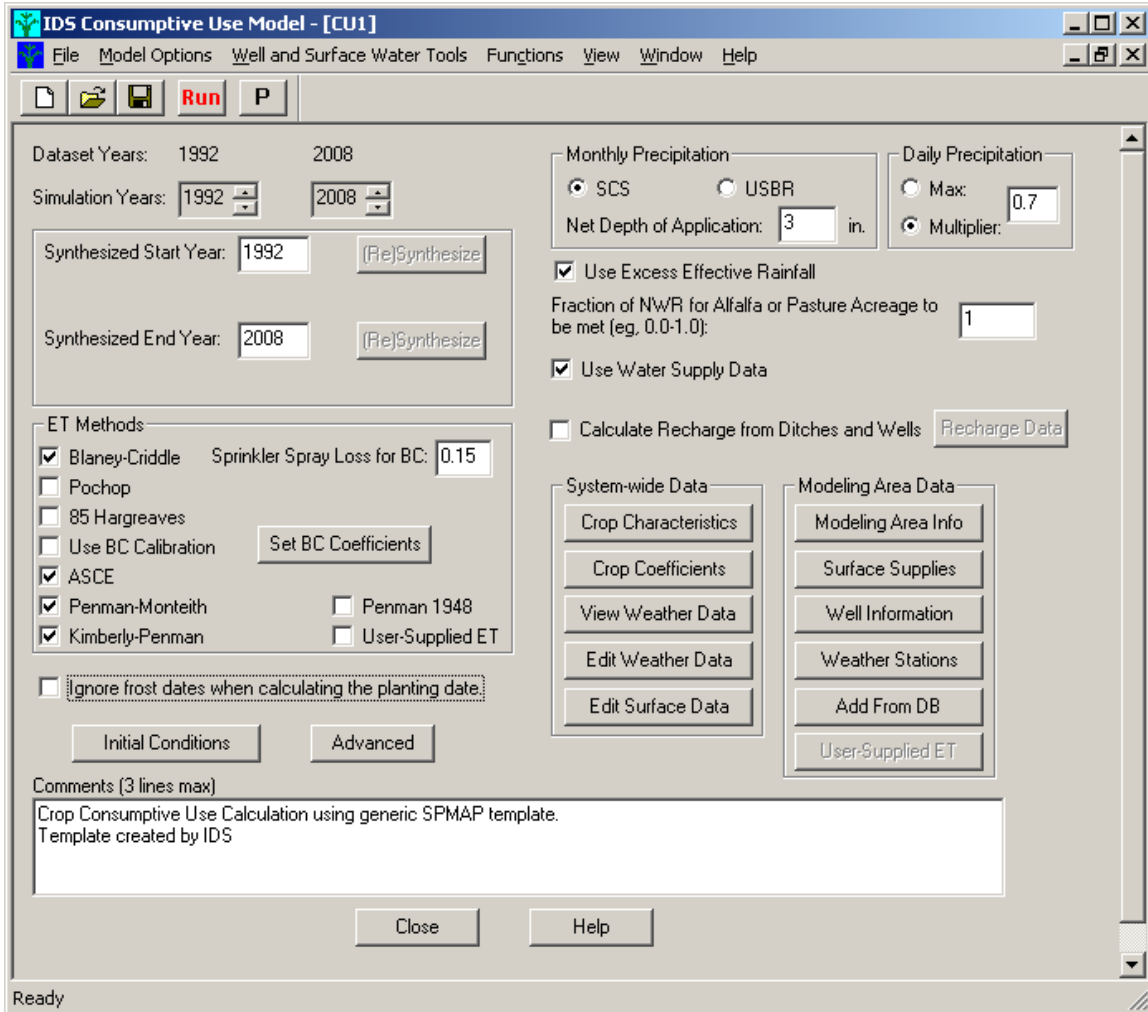 IDS Consumptive Use Model - [CU1]
File Model Options Well and Surface Water Tools Functions View Window Help
Run P
Dataset Years: 1992 2008
Simulation Years: 1992 2008
Synthesized Start Year: 1992 (Re)Synthesize
Synthesized End Year: 2008 (Re)Synthesize
ET Methods
Blaney-Criddle Sprinkler Spray Loss for BC: 0.15
Pochop
85 Hargreaves
Use BC Calibration Set BC Coefficients
ASCE
Penman-Monteith Penman 1948
Kimberly-Penman User-Supplied ET
Ignore frost dates when calculating the planting date.
Initial Conditions Advanced
Monthly Precipitation
SCS USBR
Net Depth of Application: 3 in.
Daily Precipitation
Max:
0.7
Multiplier:
Use Excess Effective Rainfall
Fraction of NWR for Alfalfa or Pasture Acreage to
be met (eg, 0.0-1.0):
1
Use Water Supply Data
Calculate Recharge from Ditches and Wells Recharge Data
System-wide Data
Crop Characteristics
Crop Coefficients
View Weather Data
Edit Weather Data
Edit Surface Data
Modeling Area Data
Modeling Area Info
Surface Supplies
Well Information
Weather Stations
Add From DB
User-Supplied ET
Comments (3 lines max)
Crop Consumptive Use Calculation using generic SPMAP template.
Template created by IDS
Close Help
Ready